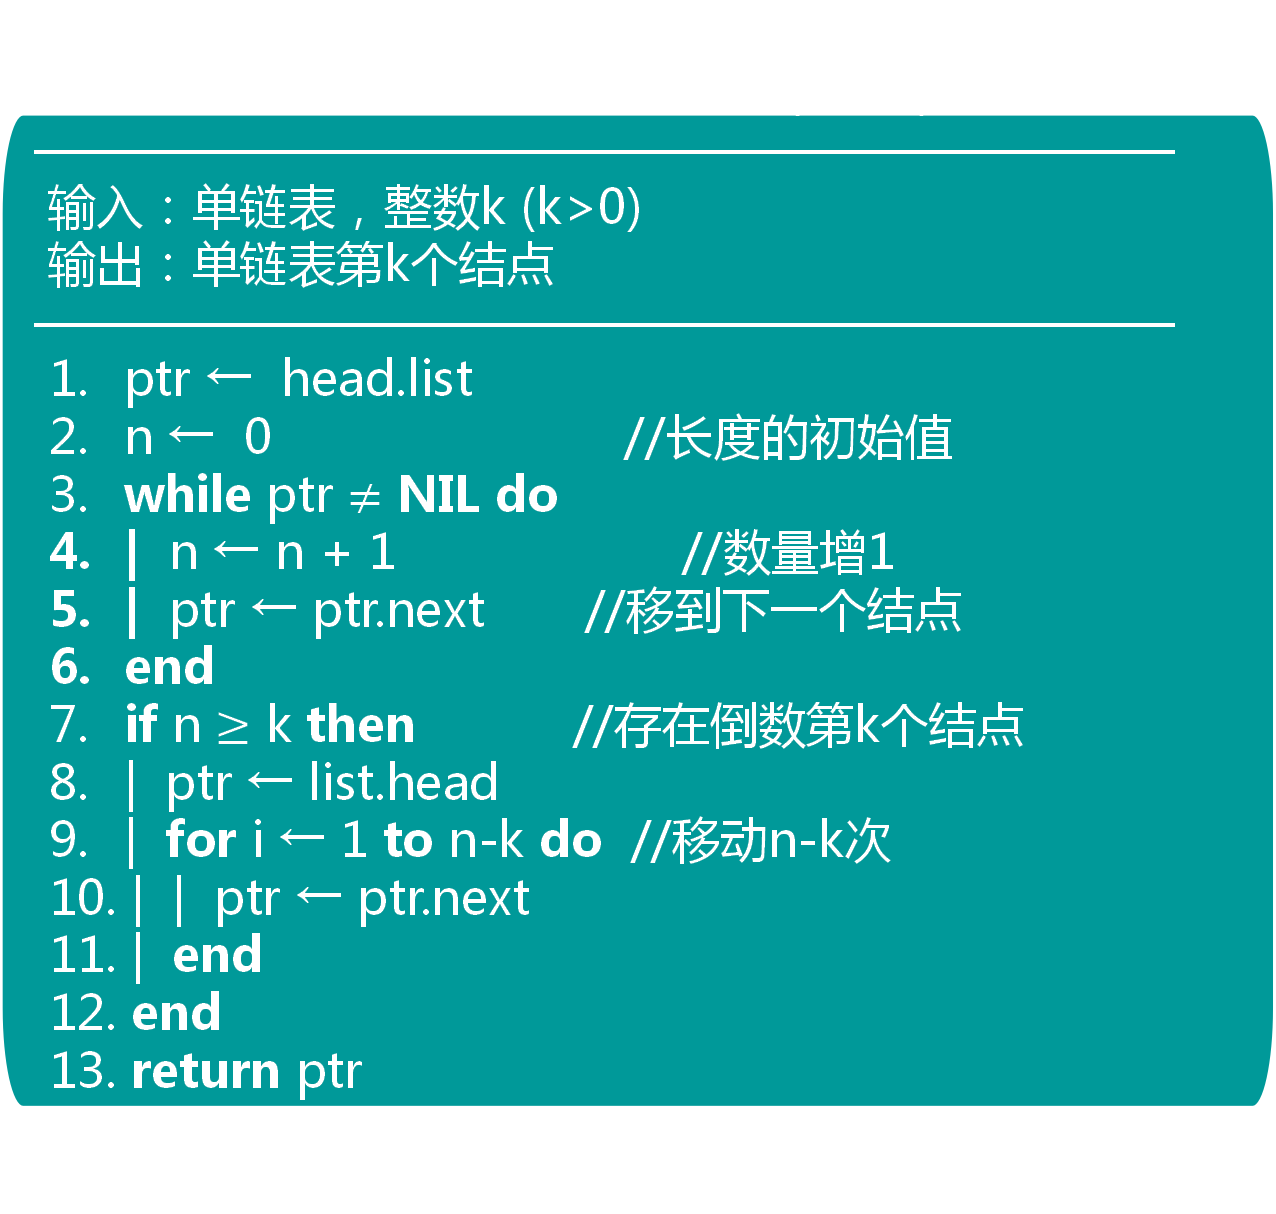 输入：单链表，整数k (k>0)
输出：单链表第k个结点
1. ptr ← head.list
2. n ← 0 //长度的初始值
3. while ptr ≠ NIL do
4. | n ← n + 1 //数量增1
5. | ptr ← ptr.next //移到下一个结点
6. end
7. if n ≥ k then //存在倒数第k个结点
8. | ptr ← list.head
9. | for i ← 1 to n-k do //移动n-k次
10. | | ptr ← ptr.next
11. | end
12. end
13. return ptr